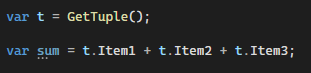 var t = GetTuple();
var sum = t.Item1 + t.Item2 + t.Item3;